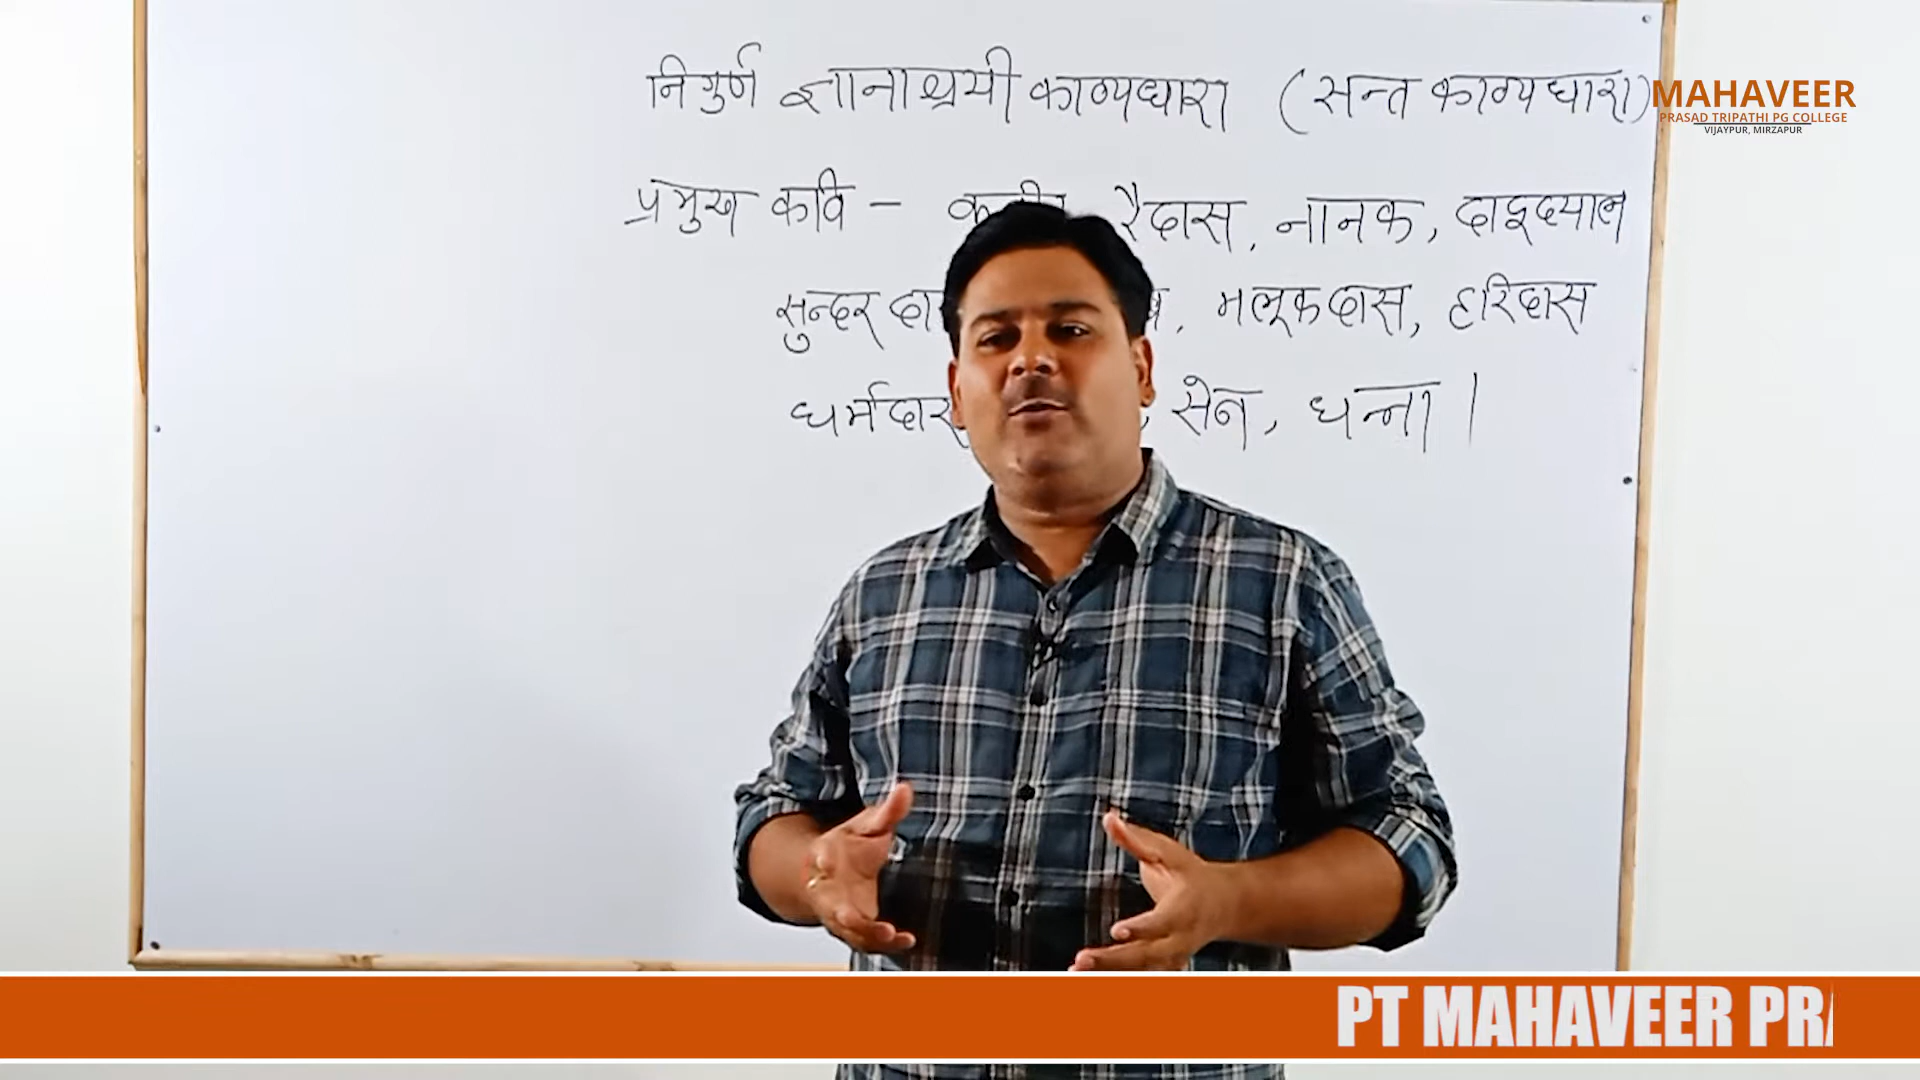 निगुर्ण ज्ञानाश्रयी काव्यधारा (सन्त काव्यधारा)
MAHAVEER
PRASAD TRIPATHI PG COLLEGE
VIJAYPUR, MIRZAPUR
प्रमुख कवि - रैदास, नानक, दादूदयाल
सुन्दर दा मलूकदास, हरिदास
धर्मदास सेन, धन्ना।
PT MAHAVEER PRA